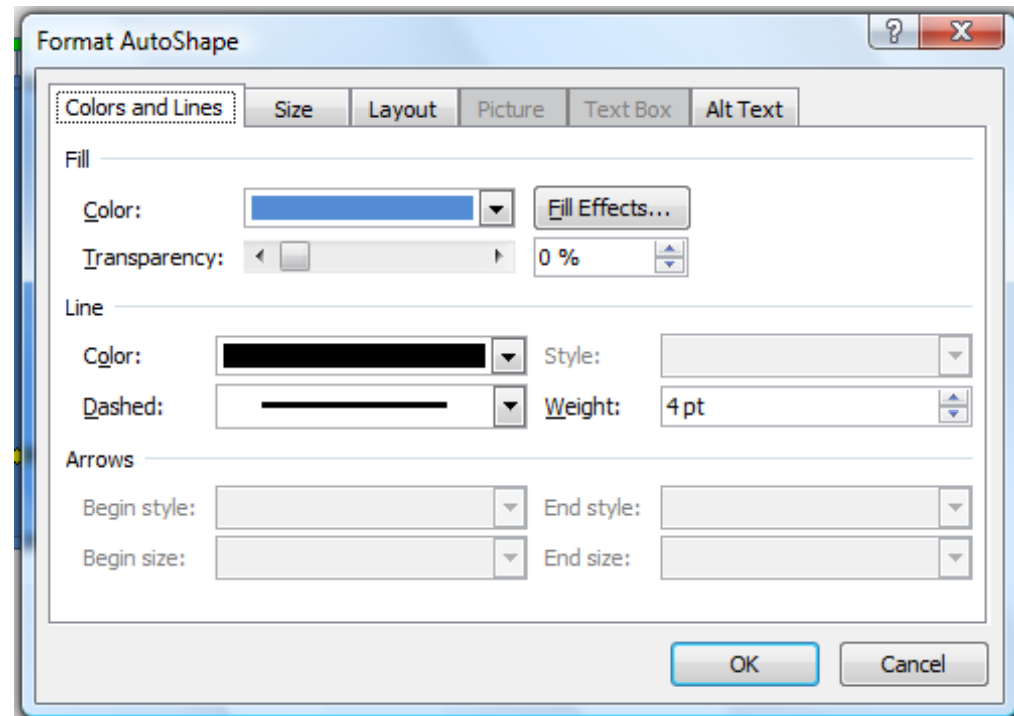 Format AutoShape
Colors and Lines Size Layout Picture Text Box Alt Text
Fill
Color: Fill Effects...
Transparency: 0 %
Line
Color: Style:
Dashed: Weight: 4 pt
Arrows
Begin style: End style:
Begin size: End size:
OK Cancel